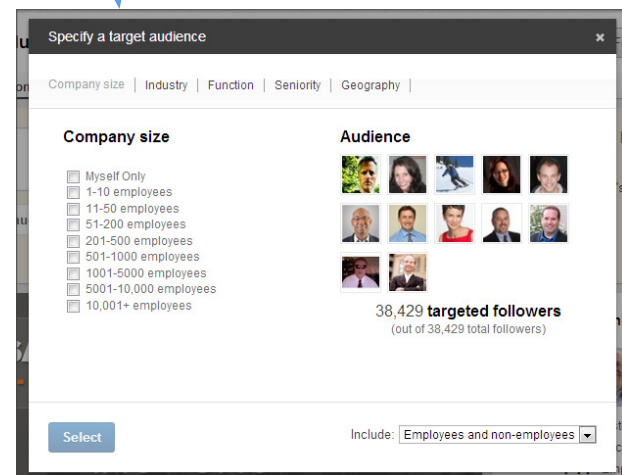 Specify a target audience ×
Company size | Industry | Function | Seniority | Geography |
Company size
Myself Only
1-10 employees
11-50 employees
51-200 employees
201-500 employees
501-1000 employees
1001-5000 employees
5001-10,000 employees
10,001+ employees
Audience
38,429 targeted followers
(out of 38,429 total followers)
Select
Include: Employees and non-employees